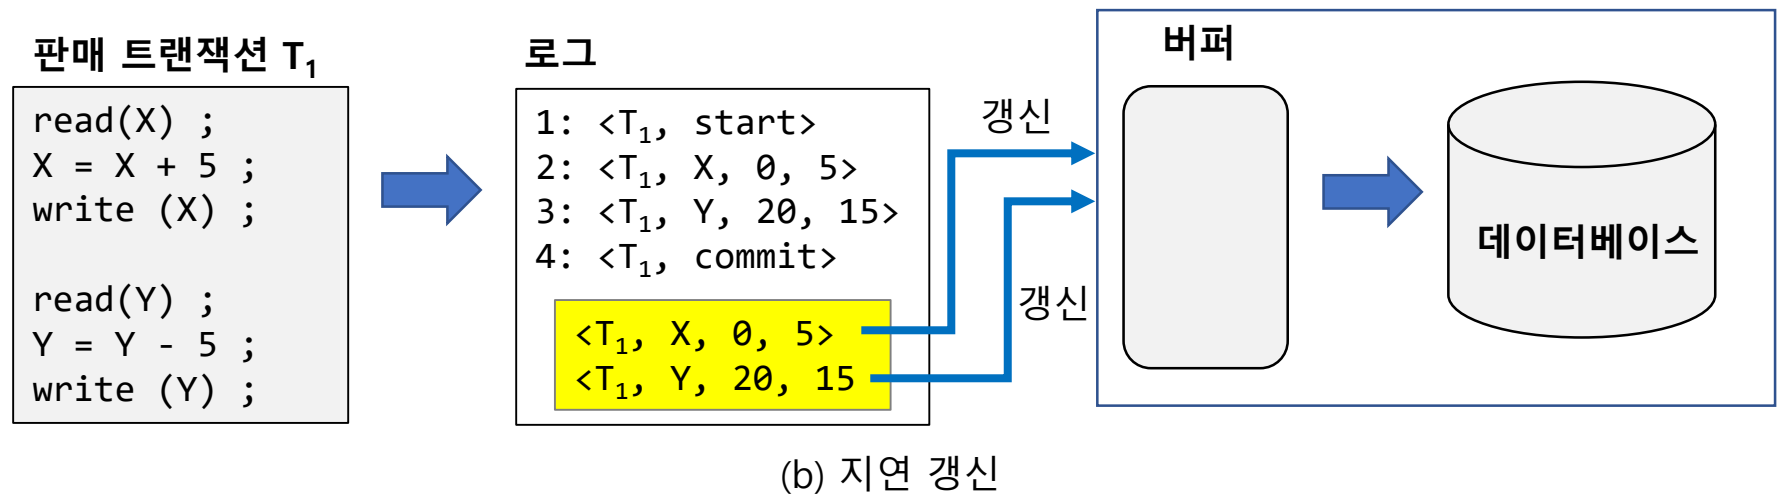 판매 트랜잭션 T1
read(X) ;
X = X + 5 ;
write (X) ;
read(Y) ;
Y = Y - 5 ;
write (Y) ;
로그
1: <T1, start>
2: <T1, X, 0, 5>
3: <T1, Y, 20, 15>
4: <T1, commit>
<T1, X, 0, 5>
<T1, Y, 20, 15
갱신
갱신
버퍼
데이터베이스
(b) 지연 갱신